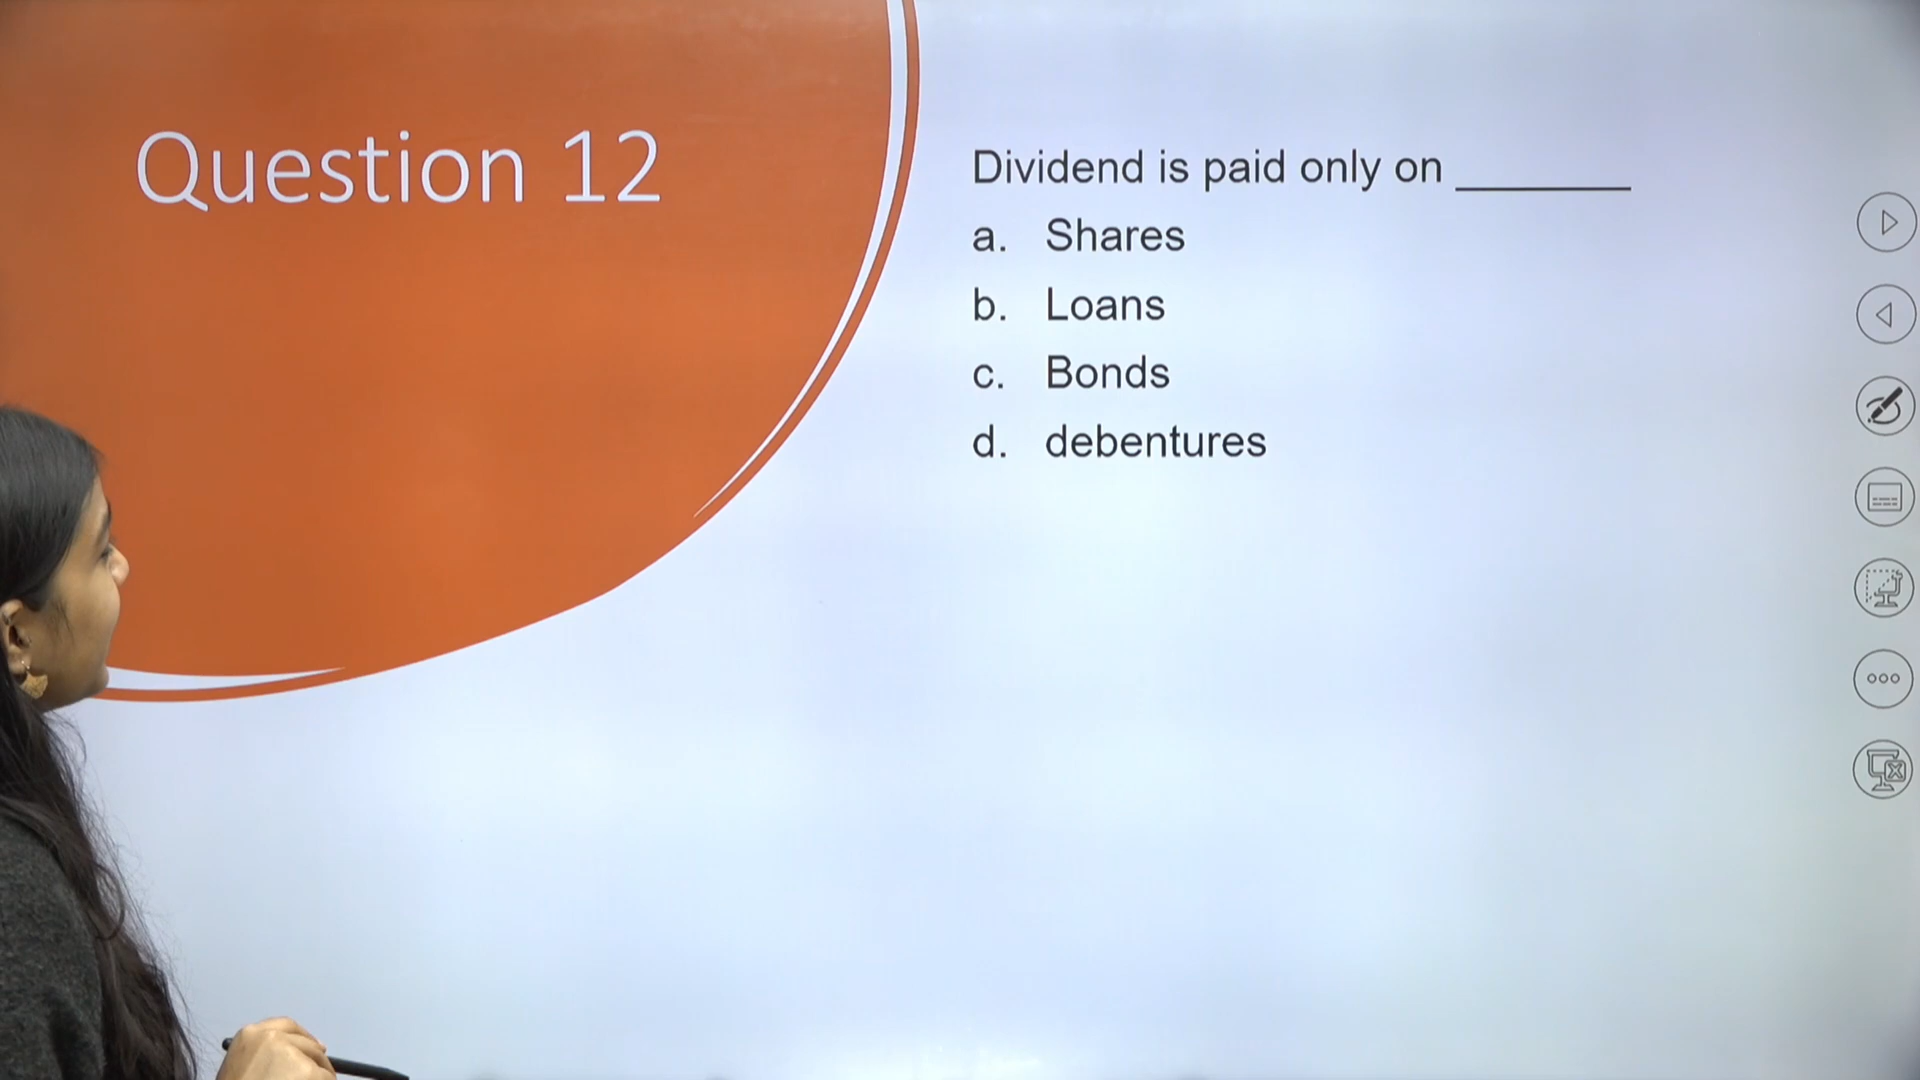 Question 12
Dividend is paid only on ________
a. Shares
b. Loans
c. Bonds
d. debentures